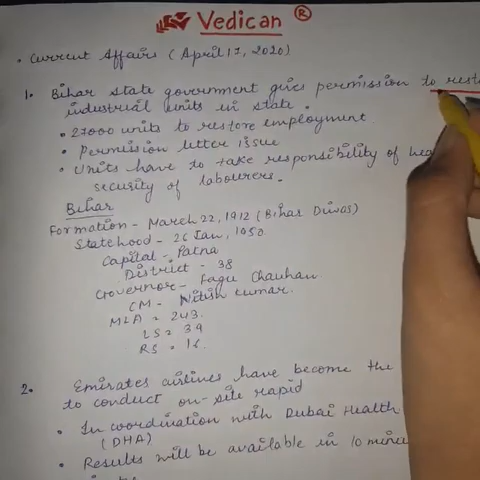 Vedican ®
• Current Affairs (April 17, 2020)
1. Bihar state government gives permission to rest
industrial units in state.
• 27000 units to restore employment
• Permission letter issue
• Units have to take responsibility of hea
security of labourers.
Bihar
Formation - March 22, 1912 (Bihar Diwas)
Statehood - 26 Jan, 1950
Capital - Patna
District - 38
Governor - Fagu Chauhan
CM - Nitish Kumar.
MLA = 243.
LS = 39
RS = 16
2. Emirates airlines have become the
to conduct on-site rapid
• In coordination with Dubai Health
(DHA)
• Results will be available in 10 minu